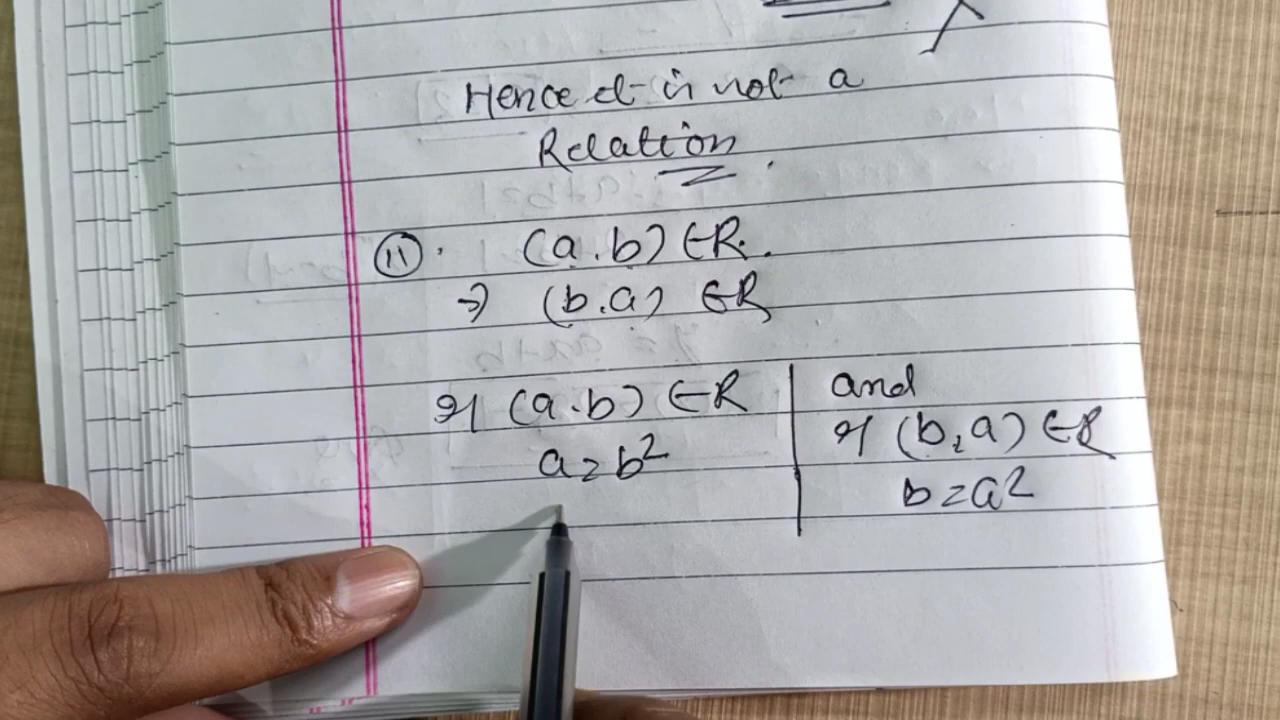 Hence it is not a
Relation.
(ii). (a.b) ∈ R.
⇒ (b.a) ∈ R
If (a.b) ∈ R
a = b²
and
If (b,a) ∈ R
b = a²